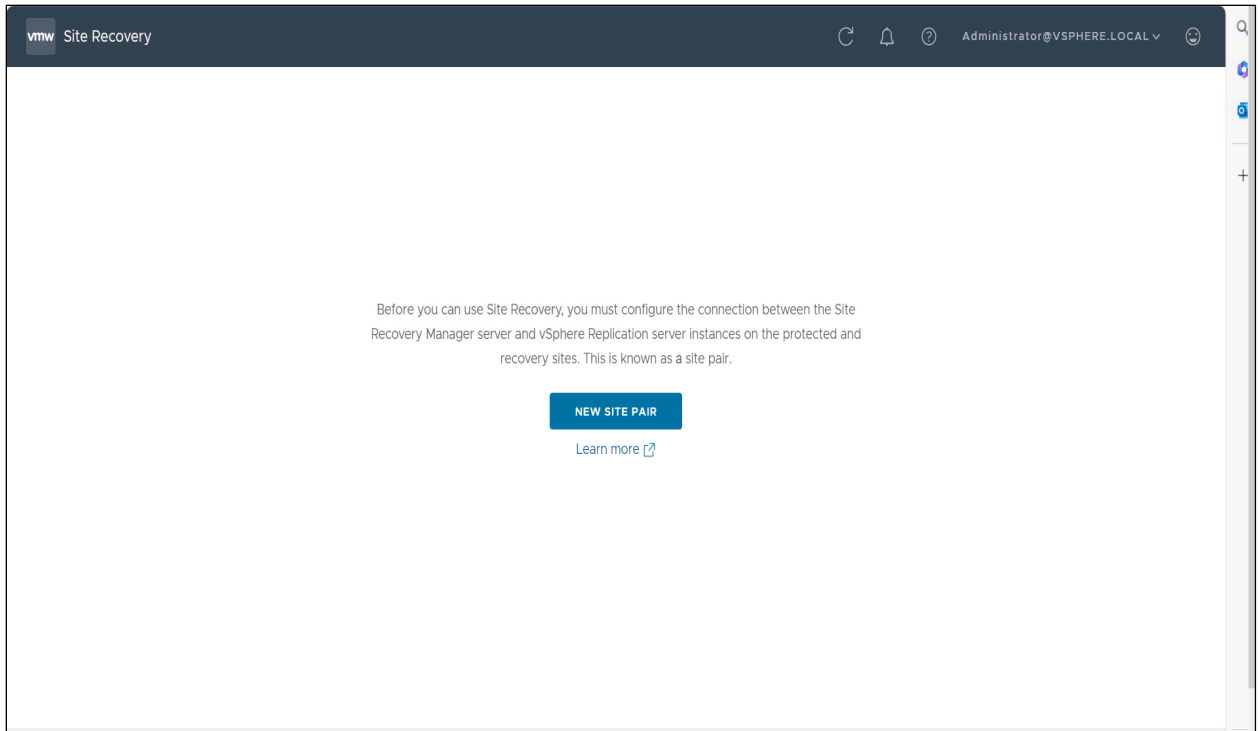 vmw Site Recovery
Administrator@VSPHERE.LOCAL
Before you can use Site Recovery, you must configure the connection between the Site
Recovery Manager server and vSphere Replication server instances on the protected and
recovery sites. This is known as a site pair.
NEW SITE PAIR
Learn more